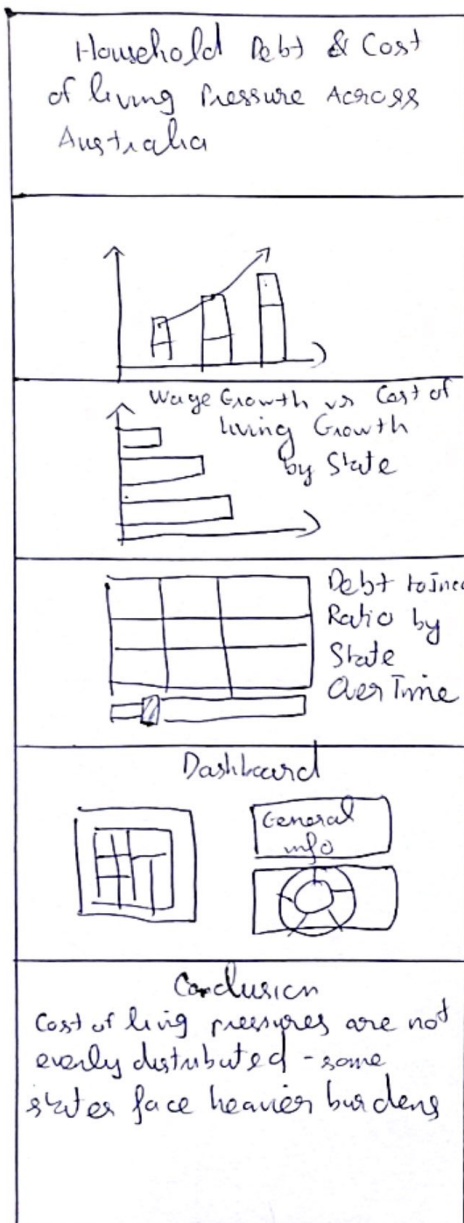 Household Debt & Cost
of living Pressure Across
Australia
Wage Growth vs Cost of
living Growth
by State
Debt to Inco
Ratio by
State
Over Time
Dashboard
General
info
Conclusion
Cost of living pressures are not
evenly distributed - some
states face heavier burdens